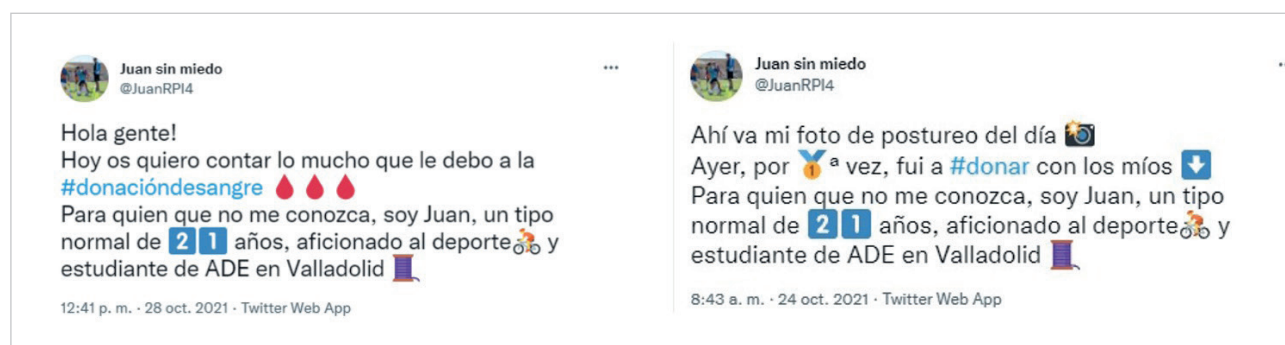 Juan sin miedo
@JuanRPI4
Hola gente!
Hoy os quiero contar lo mucho que le debo a la
#donacióndesangre 🩸🩸🩸
Para quien que no me conozca, soy Juan, un tipo
normal de 2️⃣1️⃣ años, aficionado al deporte🚴 y
estudiante de ADE en Valladolid 🧵
12:41 p. m. · 28 oct. 2021 · Twitter Web App
Juan sin miedo
@JuanRPI4
Ahí va mi foto de postureo del día 📸
Ayer, por 🥇ª vez, fui a #donar con los míos ⬇️
Para quien que no me conozca, soy Juan, un tipo
normal de 2️⃣1️⃣ años, aficionado al deporte🚴 y
estudiante de ADE en Valladolid 🧵
8:43 a. m. · 24 oct. 2021 · Twitter Web App